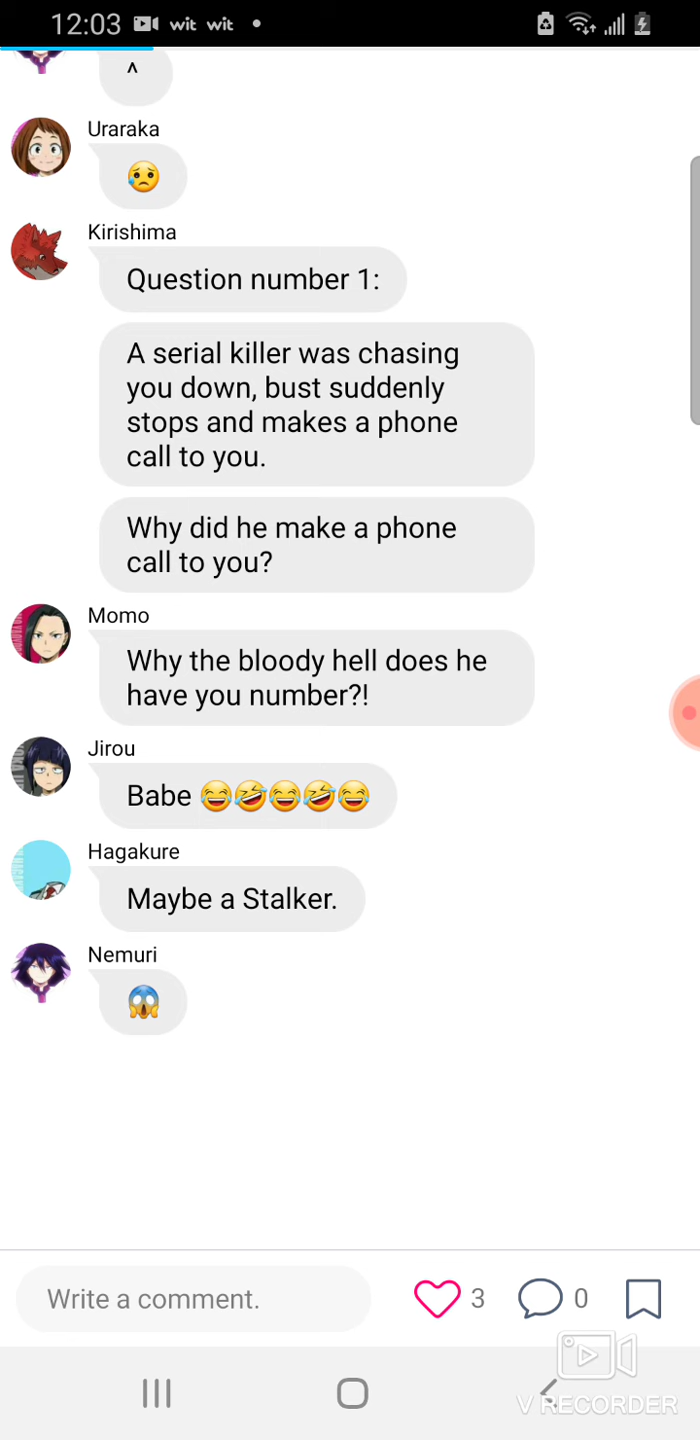 12:03 wit wit
^
Uraraka
😥
Kirishima
Question number 1:
A serial killer was chasing
you down, bust suddenly
stops and makes a phone
call to you.
Why did he make a phone
call to you?
Momo
Why the bloody hell does he
have you number?!
Jirou
Babe 😂🤣😂🤣😂
Hagakure
Maybe a Stalker.
Nemuri
😱
Write a comment.
3
0
V RECORDER